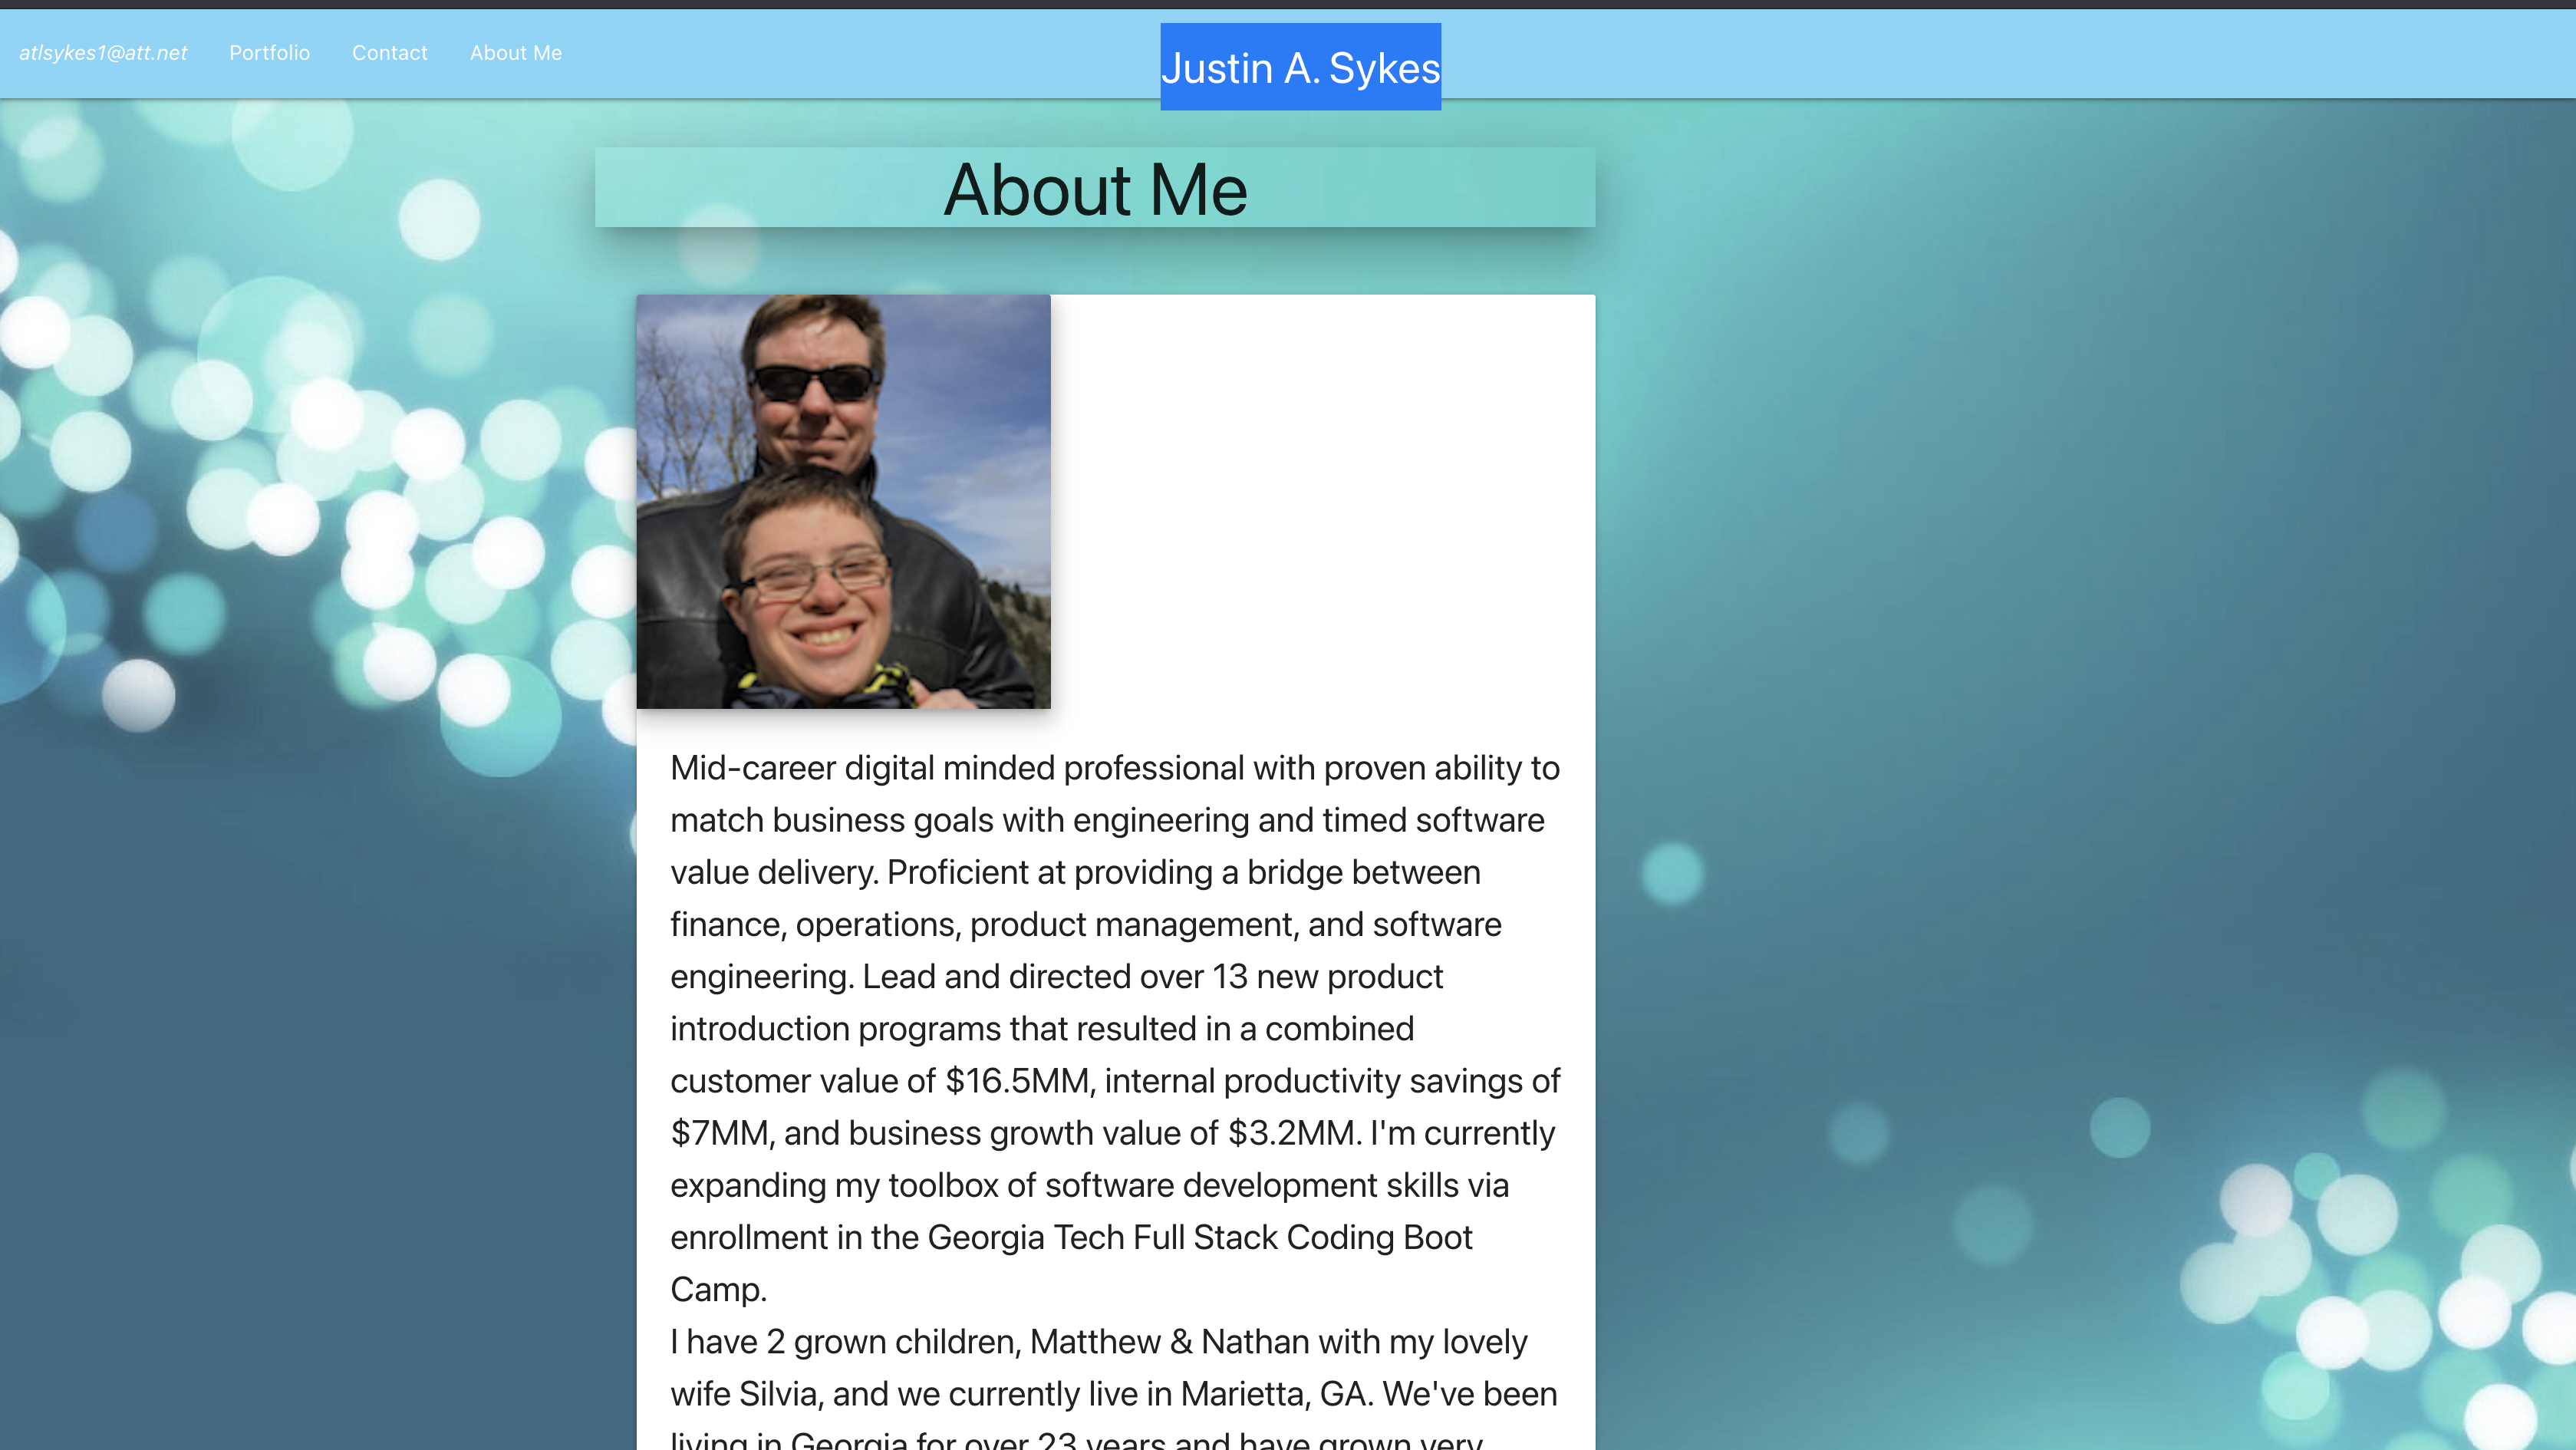 atlsykes1@att.net Portfolio Contact About Me Justin A. Sykes
About Me
Mid-career digital minded professional with proven ability to
match business goals with engineering and timed software
value delivery. Proficient at providing a bridge between
finance, operations, product management, and software
engineering. Lead and directed over 13 new product
introduction programs that resulted in a combined
customer value of $16.5MM, internal productivity savings of
$7MM, and business growth value of $3.2MM. I'm currently
expanding my toolbox of software development skills via
enrollment in the Georgia Tech Full Stack Coding Boot
Camp.
I have 2 grown children, Matthew & Nathan with my lovely
wife Silvia, and we currently live in Marietta, GA. We've been
living in Georgia for over 23 years and have grown very